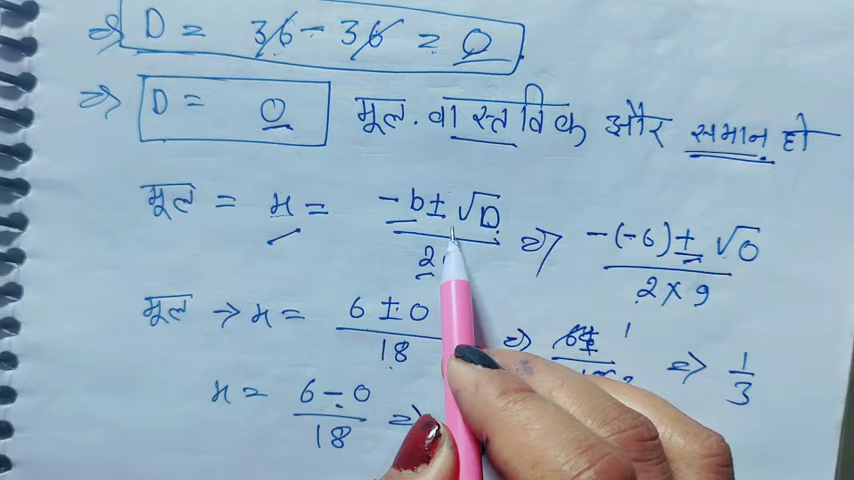 ⇒ D = 36 - 36 = 0
⇒ D = 0 मूल. वास्तविक और समान हो
मूल = x = -b ± √D / 2 ⇒ -(-6) ± √0 / 2 × 9
मूल → x = 6 ± 0 / 18 ⇒ 1 ⇒ 1/3
x = 6 - 0 / 18 ⇒